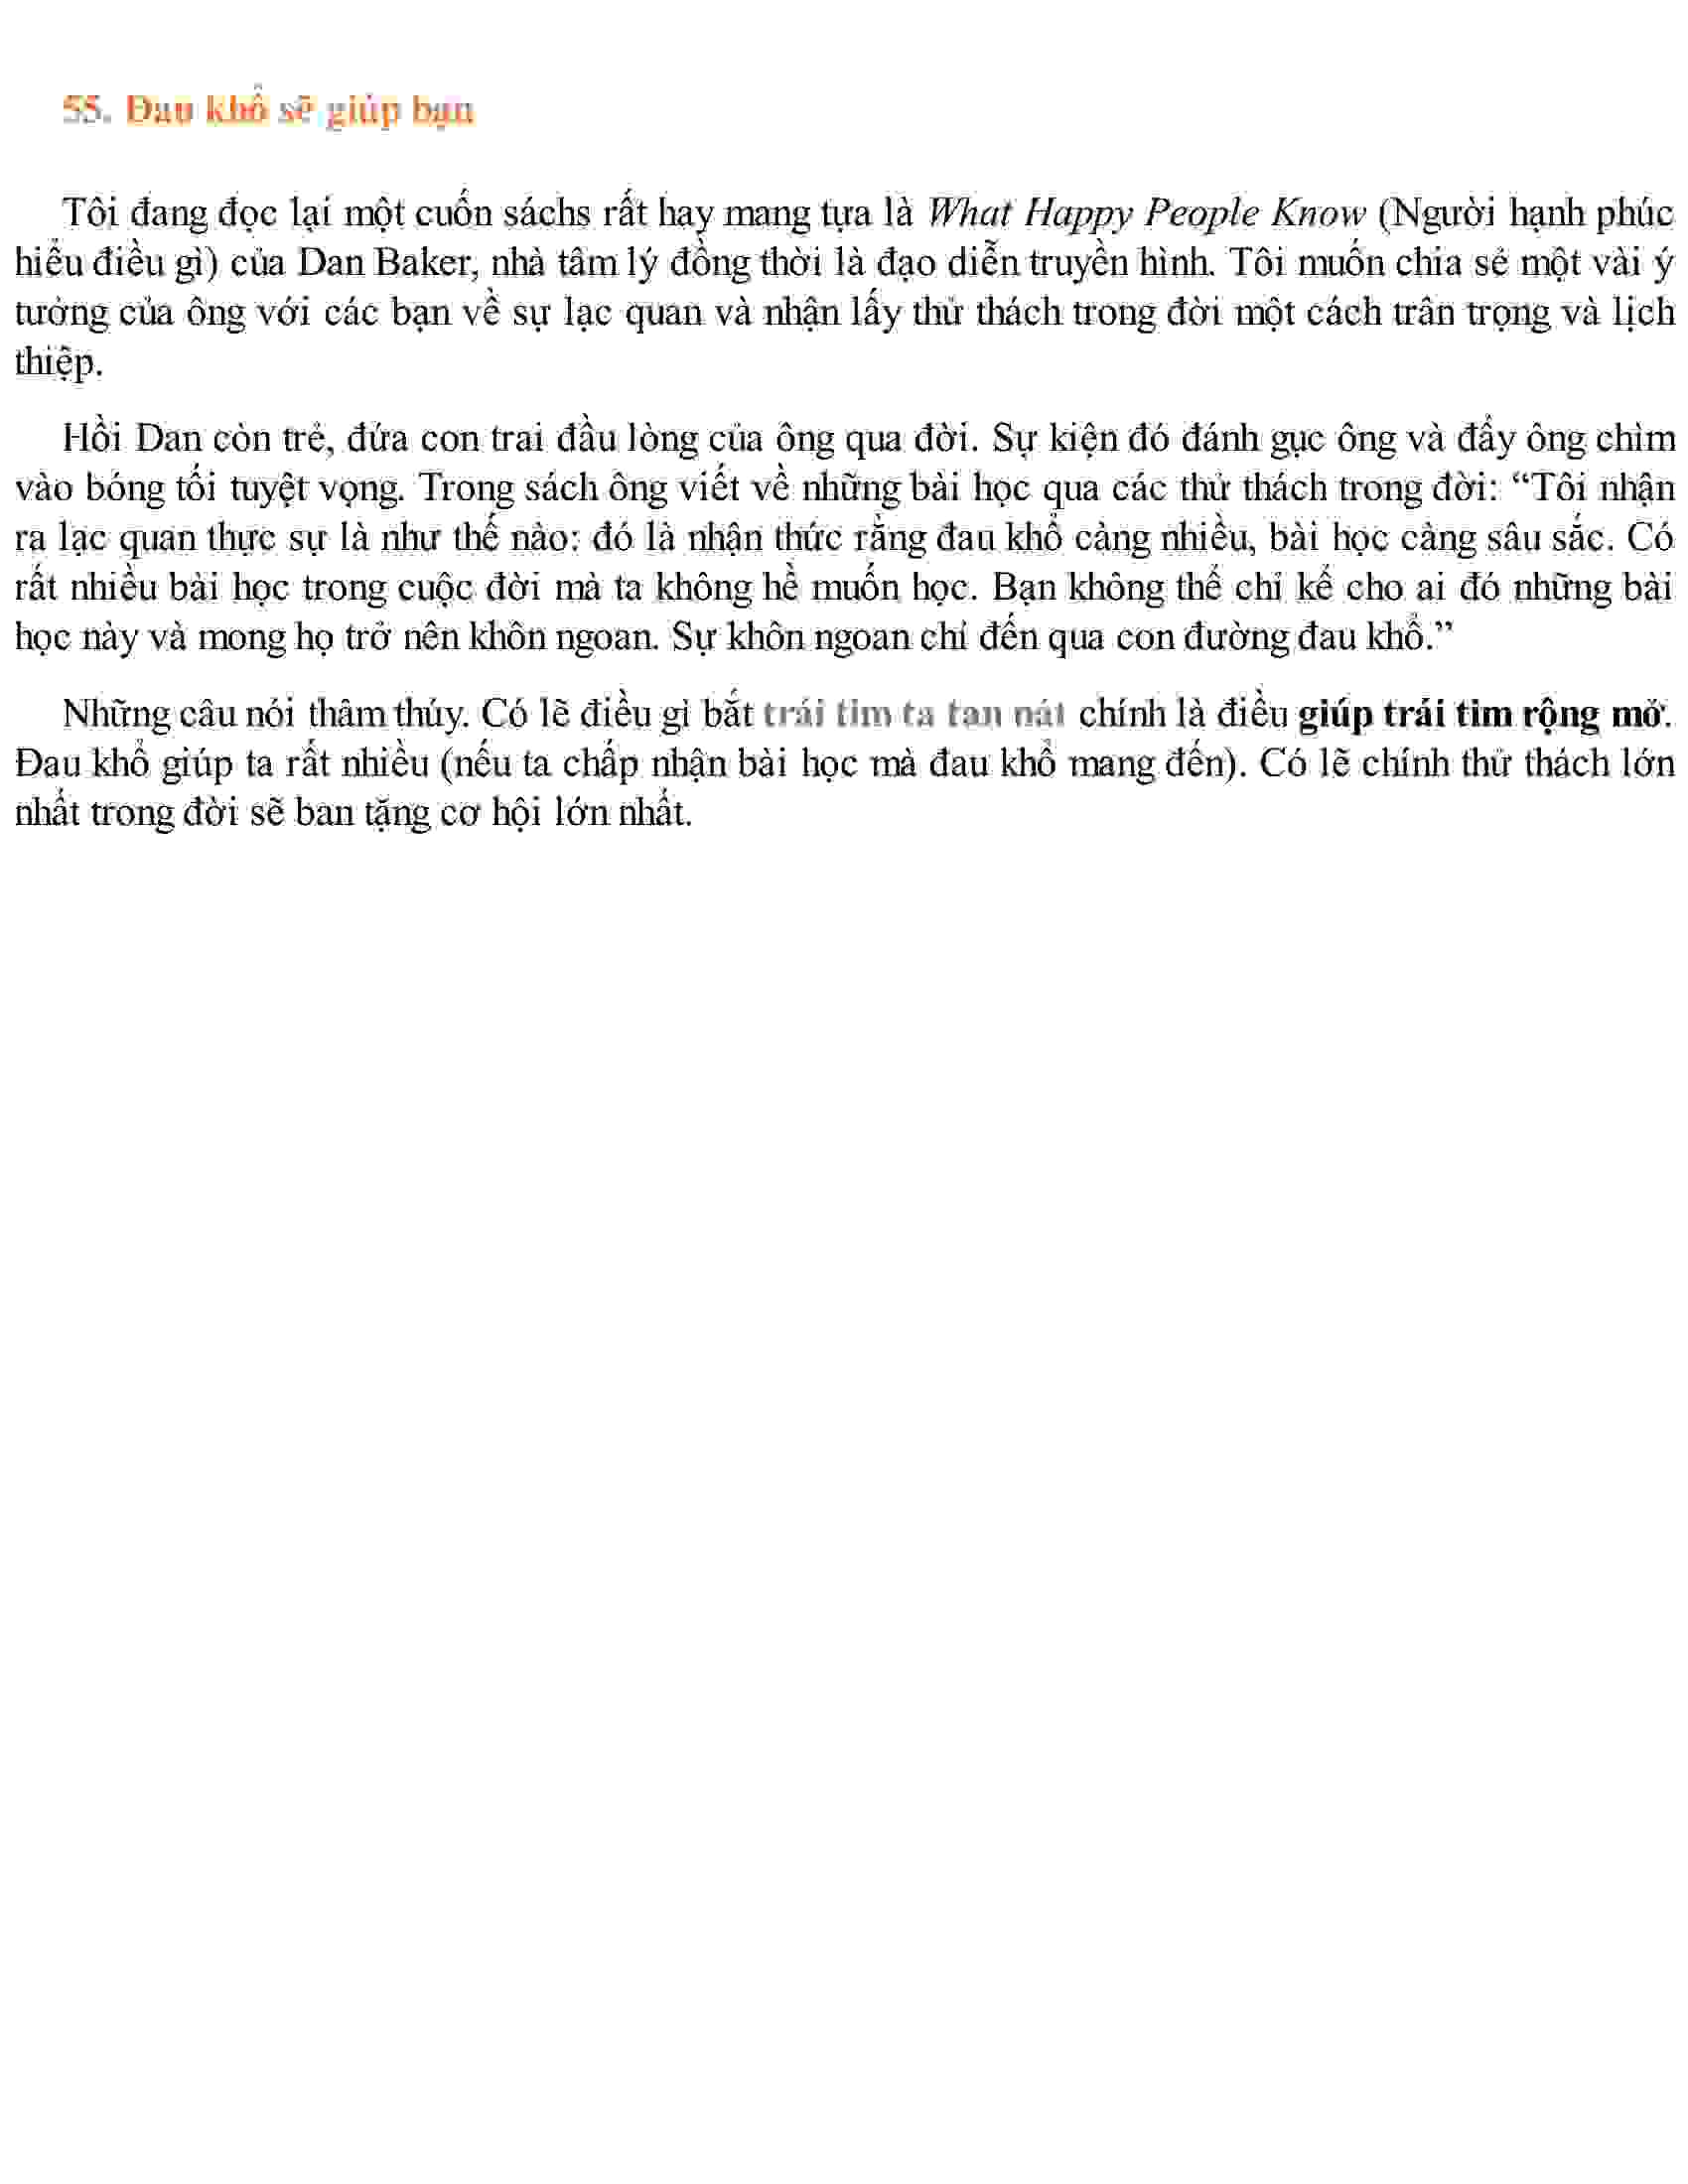 55. Đau khổ sẽ giúp bạn
Tôi đang đọc lại một cuốn sáchs rất hay mang tựa là What Happy People Know (Người hạnh phúc
hiểu điều gì) của Dan Baker, nhà tâm lý đồng thời là đạo diễn truyền hình. Tôi muốn chia sẻ một vài ý
tưởng của ông với các bạn về sự lạc quan và nhận lấy thử thách trong đời một cách trân trọng và lịch
thiệp.
Hồi Dan còn trẻ, đứa con trai đầu lòng của ông qua đời. Sự kiện đó đánh gục ông và đẩy ông chìm
vào bóng tối tuyệt vọng. Trong sách ông viết về những bài học qua các thử thách trong đời: “Tôi nhận
ra lạc quan thực sự là như thế nào: đó là nhận thức rằng đau khổ càng nhiều, bài học càng sâu sắc. Có
rất nhiều bài học trong cuộc đời mà ta không hề muốn học. Bạn không thể chỉ kể cho ai đó những bài
học này và mong họ trở nên khôn ngoan. Sự khôn ngoan chỉ đến qua con đường đau khổ.”
Những câu nói thâm thúy. Có lẽ điều gì bắt trái tim ta tan nát chính là điều giúp trái tim rộng mở.
Đau khổ giúp ta rất nhiều (nếu ta chấp nhận bài học mà đau khổ mang đến). Có lẽ chính thử thách lớn
nhất trong đời sẽ ban tặng cơ hội lớn nhất.